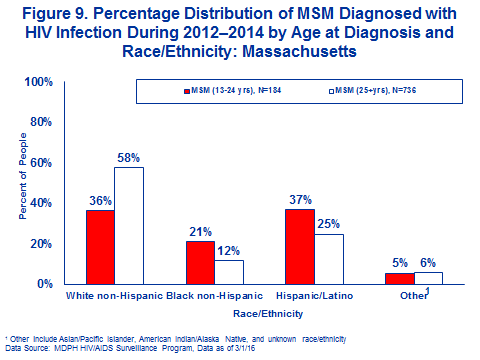 Figure 9. Percentage Distribution of MSM Diagnosed with
HIV Infection During 2012–2014 by Age at Diagnosis and
Race/Ethnicity: Massachusetts
MSM (13-24 yrs), N=184 MSM (25+yrs), N=736
100%
80%
60%
40%
20%
0%
Percent of People
36% 58%
21% 12%
37% 25%
5% 6%
White non-Hispanic Black non-Hispanic Hispanic/Latino Other1
Race/Ethnicity
1 Other Include Asian/Pacific Islander, American Indian/Alaska Native, and unknown race/ethnicity
Data Source: MDPH HIV/AIDS Surveillance Program, Data as of 3/1/16